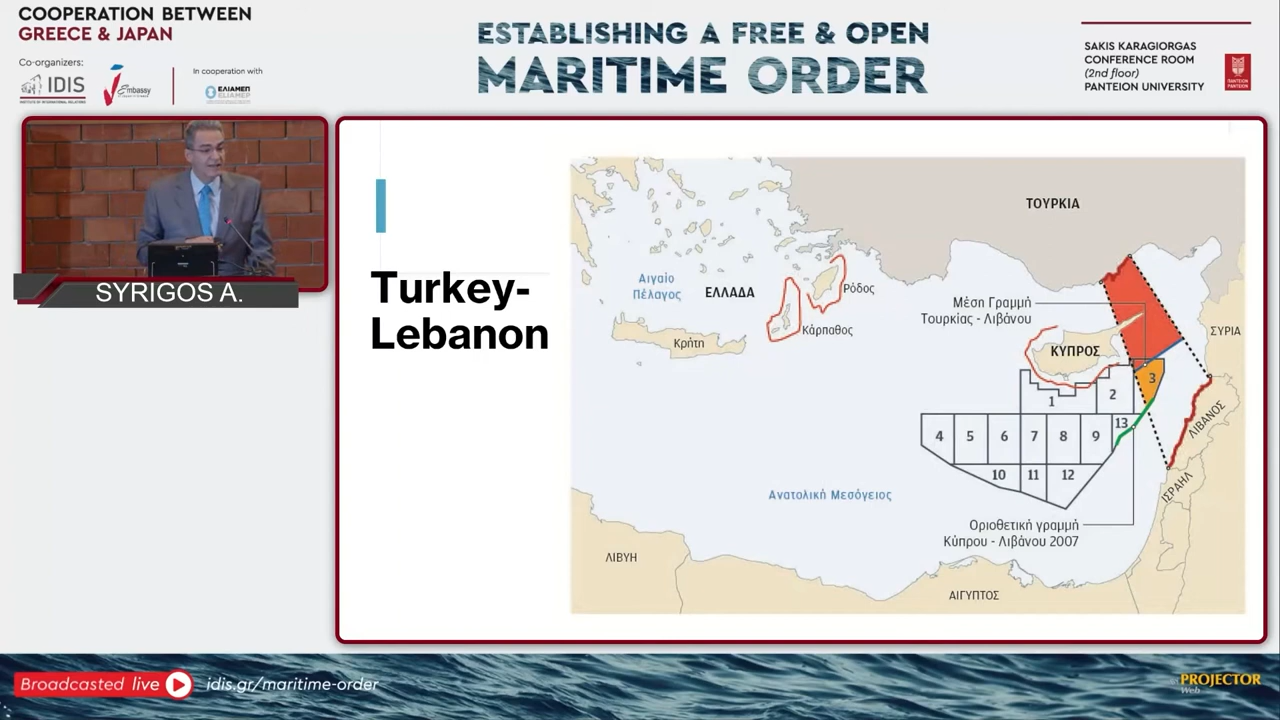 COOPERATION BETWEEN
GREECE & JAPAN
Co-organizers:
IDIS
Embassy
In cooperation with
ΕΛΙΑΜΕΠ
ELIAMEP
ESTABLISHING A FREE & OPEN
MARITIME ORDER
SAKIS KARAGIORGAS
CONFERENCE ROOM
(2nd floor)
PANTEION UNIVERSITY
SYRIGOS A.
Turkey-
Lebanon
ΤΟΥΡΚΙΑ
Αιγαίο
Πέλαγος
ΕΛΛΑΔΑ
Ρόδος
Κάρπαθος
Κρήτη
Μέση Γραμμή
Τουρκίας - Λιβάνου
ΣΥΡΙΑ
ΚΥΠΡΟΣ
3
2
1
13
ΛΙΒΑΝΟΣ
4
5
6
7
8
9
10
11
12
ΙΣΡΑΗΛ
Ανατολική Μεσόγειος
Οριοθετική γραμμή
Κύπρου - Λιβάνου 2007
ΛΙΒΥΗ
ΑΙΓΥΠΤΟΣ
Broadcasted live
idis.gr/maritime-order
PROJECTOR
Web